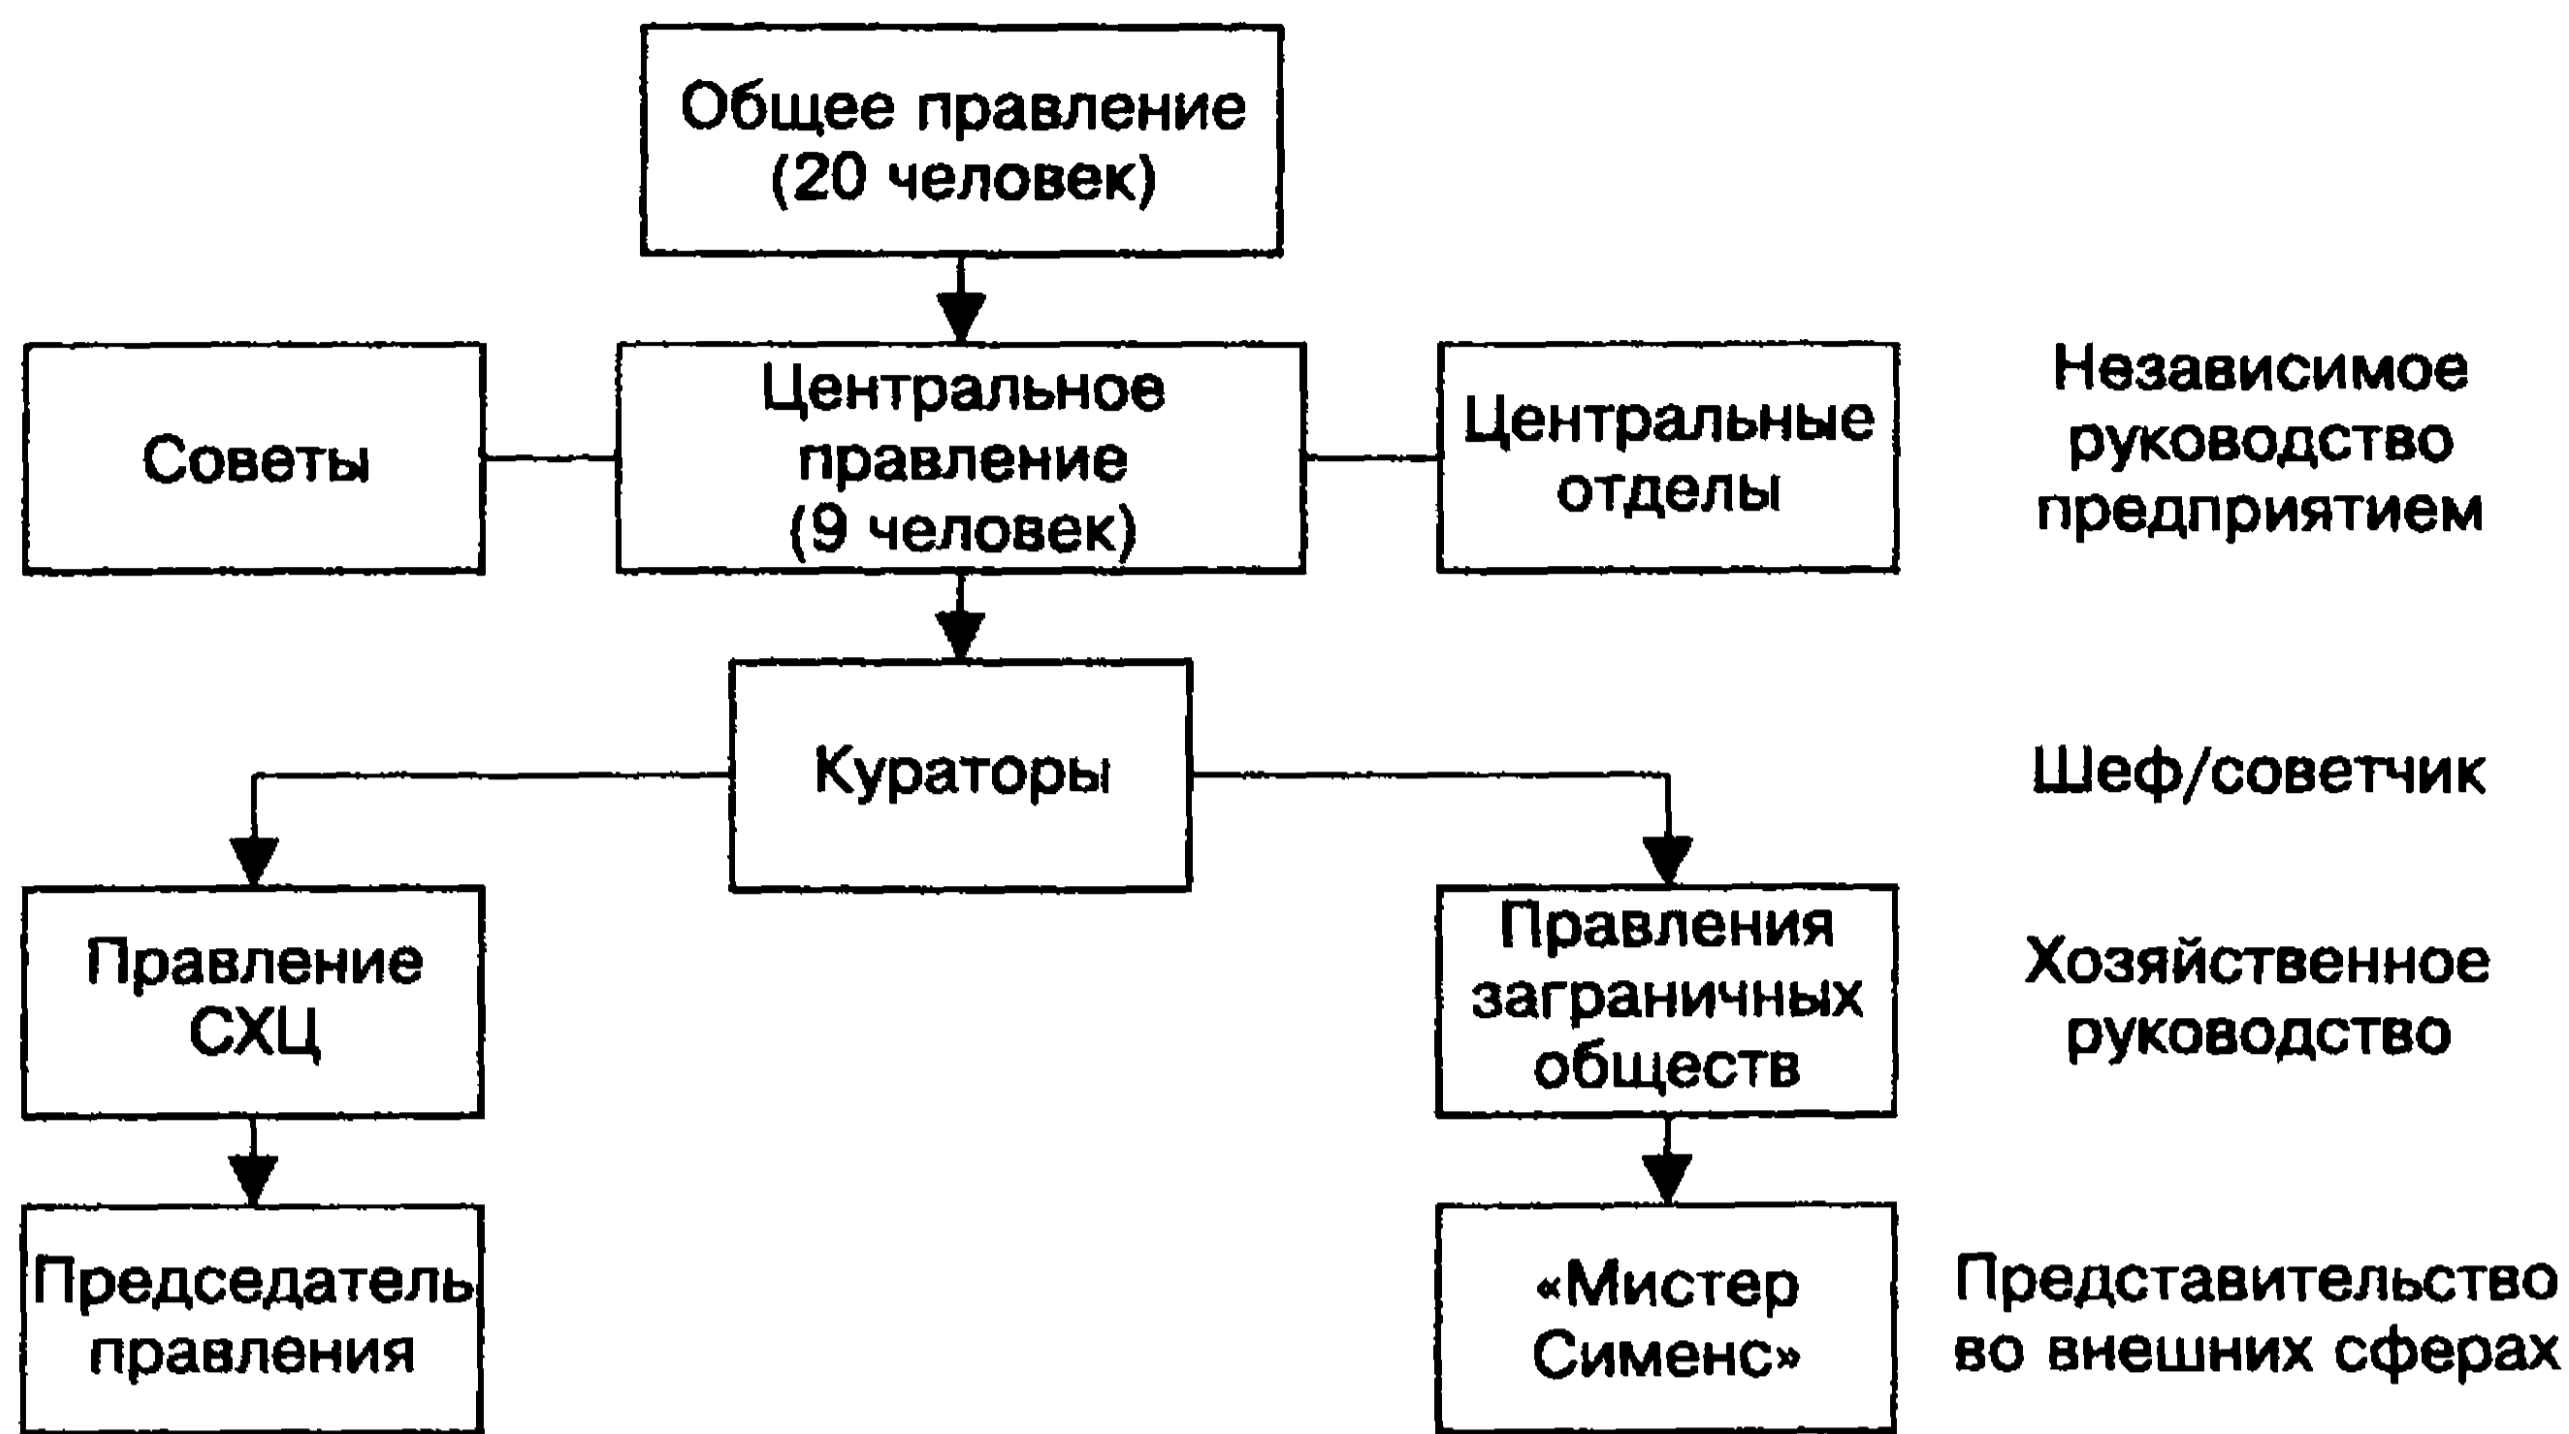 Общее правление
(20 человек)
Советы
Центральное
правление
(9 человек)
Центральные
отделы
Независимое
руководство
предприятием
Кураторы
Шеф/советчик
Правление
СХЦ
Правления
заграничных
обществ
Хозяйственное
руководство
Председатель
правления
«Мистер
Сименс»
Представительство
во внешних сферах